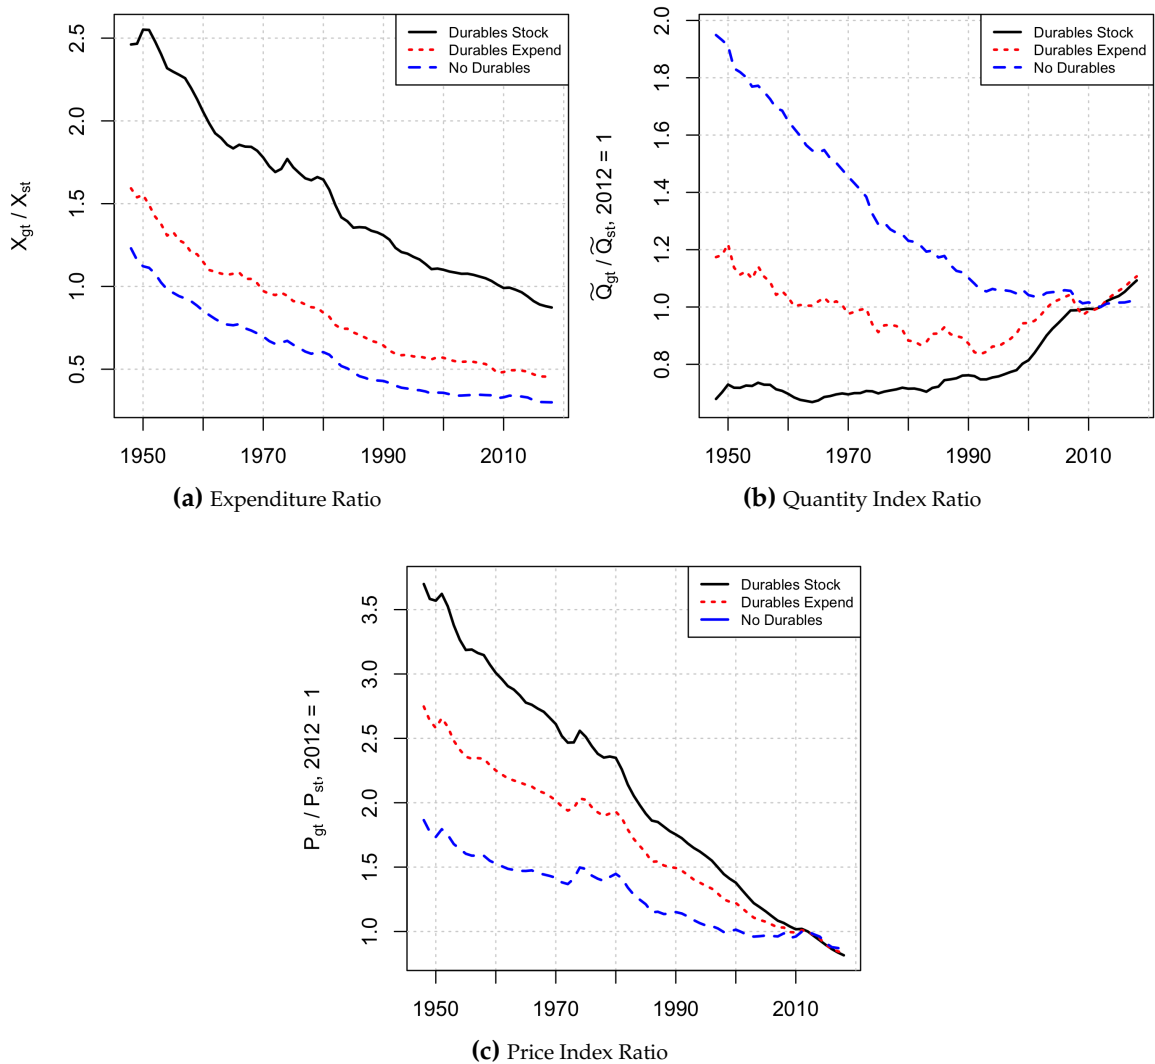 Durables Stock
Durables Expend
No Durables
2.5
2.0
1.5
1.0
0.5
X_gt / X_st
1950 1970 1990 2010
(a) Expenditure Ratio
Durables Stock
Durables Expend
No Durables
2.0
1.8
1.6
1.4
1.2
1.0
0.8
Q̃_gt / Q̃_st, 2012 = 1
1950 1970 1990 2010
(b) Quantity Index Ratio
Durables Stock
Durables Expend
No Durables
3.5
3.0
2.5
2.0
1.5
1.0
P_gt / P_st, 2012 = 1
1950 1970 1990 2010
(c) Price Index Ratio